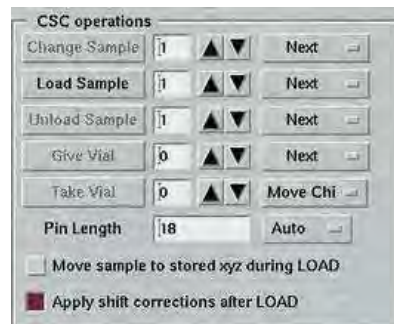 CSC operations
Change Sample 1 Next
Load Sample 1 Next
Unload Sample 1 Next
Give Vial 0 Next
Take Vial 0 Move Chi
Pin Length 18 Auto
Move sample to stored xyz during LOAD
Apply shift corrections after LOAD